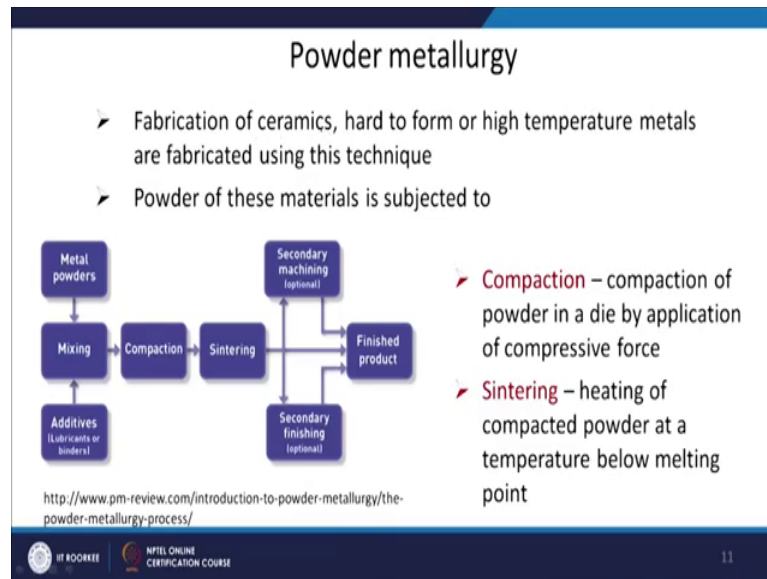 Powder metallurgy
➤ Fabrication of ceramics, hard to form or high temperature metals
are fabricated using this technique
➤ Powder of these materials is subjected to
Metal
powders
Mixing
Additives
(Lubricants or
binders)
Compaction
Sintering
Secondary
machining
(optional)
Secondary
finishing
(optional)
Finished
product
➤ Compaction – compaction of
powder in a die by application
of compressive force
➤ Sintering – heating of
compacted powder at a
temperature below melting
point
http://www.pm-review.com/introduction-to-powder-metallurgy/the-
powder-metallurgy-process/
IIT ROORKEE
NPTEL ONLINE
CERTIFICATION COURSE
11